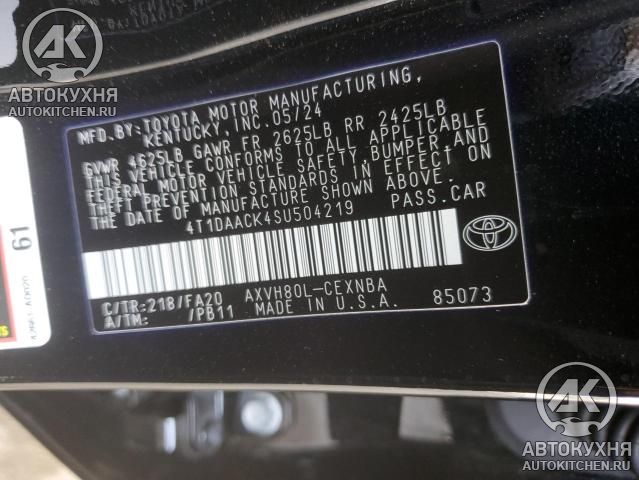 AK
АВТОКУХНЯ
AUTOKITCHEN.RU
MFD.BY:TOYOTA MOTOR MANUFACTURING,
KENTUCKY, INC. 05/24
GVWR 4625LB GAWR FR 2625LB RR 2425LB
THIS VEHICLE CONFORMS TO ALL APPLICABLE
FEDERAL MOTOR VEHICLE SAFETY, BUMPER, AND
THEFT PREVENTION STANDARDS IN EFFECT ON
THE DATE OF MANUFACTURE SHOWN ABOVE.
4T1DAACK4SU504219 PASS.CAR
C/TR:218/FA20 AXVH80L-CEXNBA
A/TM: /PB11 MADE IN U.S.A. 85073
61
AK
АВТОКУХНЯ
AUTOKITCHEN.RU